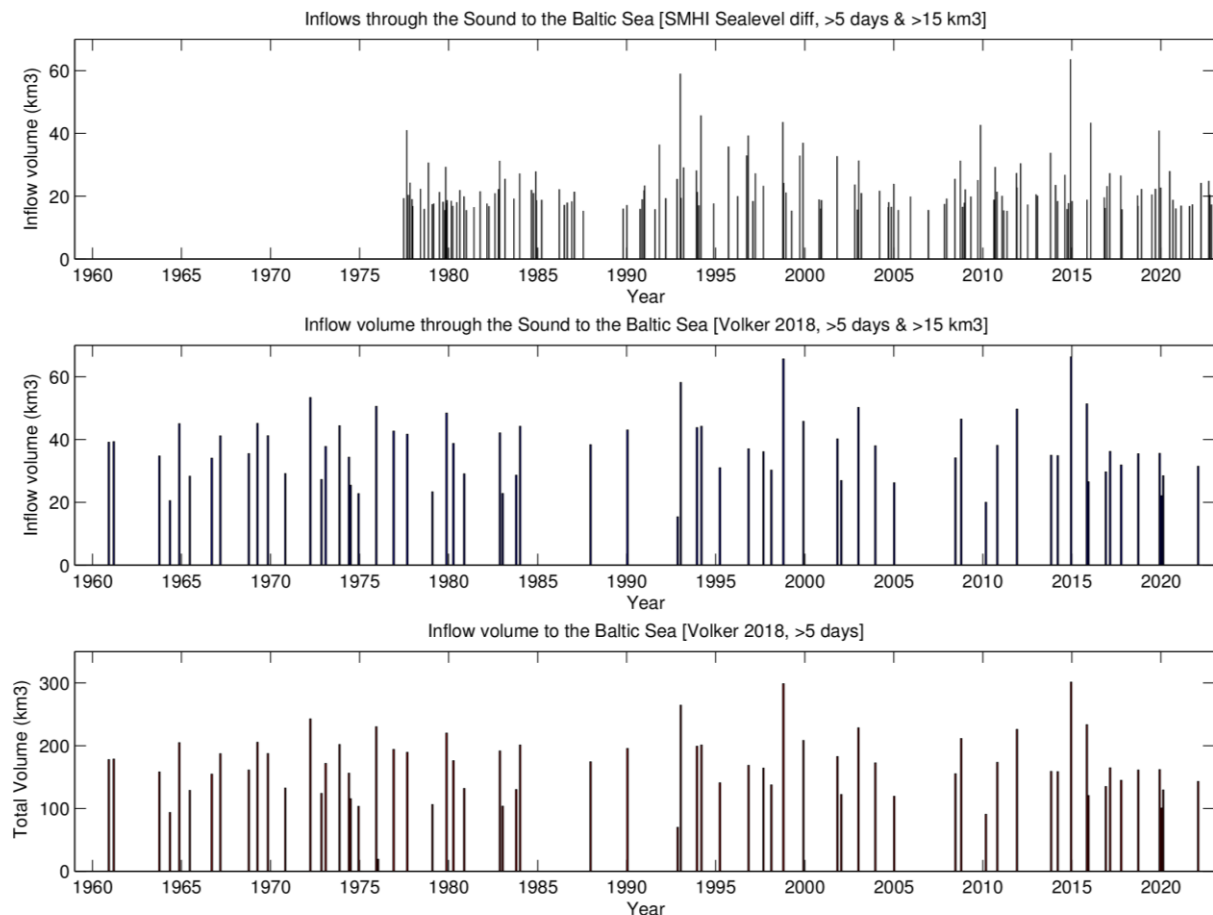 Inflows through the Sound to the Baltic Sea [SMHI Sealevel diff, >5 days & >15 km3]
Inflow volume (km3)
60
40
20
0
1960 1965 1970 1975 1980 1985 1990 1995 2000 2005 2010 2015 2020
Year
Inflow volume through the Sound to the Baltic Sea [Volker 2018, >5 days & >15 km3]
Inflow volume (km3)
60
40
20
0
1960 1965 1970 1975 1980 1985 1990 1995 2000 2005 2010 2015 2020
Year
Inflow volume to the Baltic Sea [Volker 2018, >5 days]
Total Volume (km3)
300
200
100
0
1960 1965 1970 1975 1980 1985 1990 1995 2000 2005 2010 2015 2020
Year